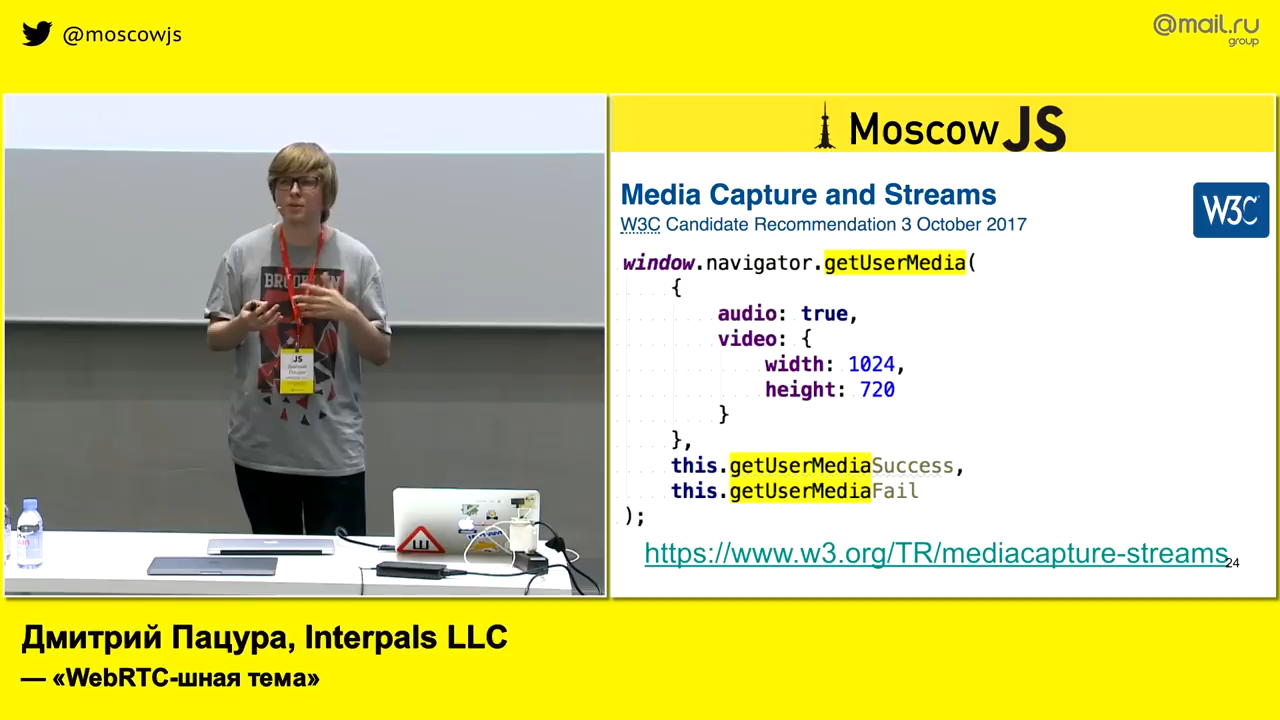 @moscowjs
@mail.ru
group
BROOKLYN
JS
Ш
MoscowJS
Media Capture and Streams
W3C Candidate Recommendation 3 October 2017
W3C
window.navigator.getUserMedia(
{
audio: true,
video: {
width: 1024,
height: 720
}
},
this.getUserMediaSuccess,
this.getUserMediaFail
);
https://www.w3.org/TR/mediacapture-streams
24
Дмитрий Пацура, Interpals LLC
— «WebRTC-шная тема»